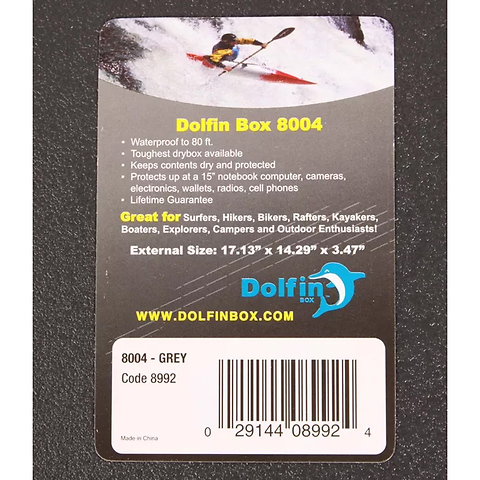 Dolfin Box 8004
• Waterproof to 80 ft.
• Toughest drybox available
• Keeps contents dry and protected
• Protects up at a 15" notebook computer, cameras,
electronics, wallets, radios, cell phones
• Lifetime Guarantee
Great for Surfers, Hikers, Bikers, Rafters, Kayakers,
Boaters, Explorers, Campers and Outdoor Enthusiasts!
External Size: 17.13" x 14.29" x 3.47"
Dolfin
BOX
WWW.DOLFINBOX.COM
8004 - GREY
Code 8992
Made in China
0 29144 08992 4